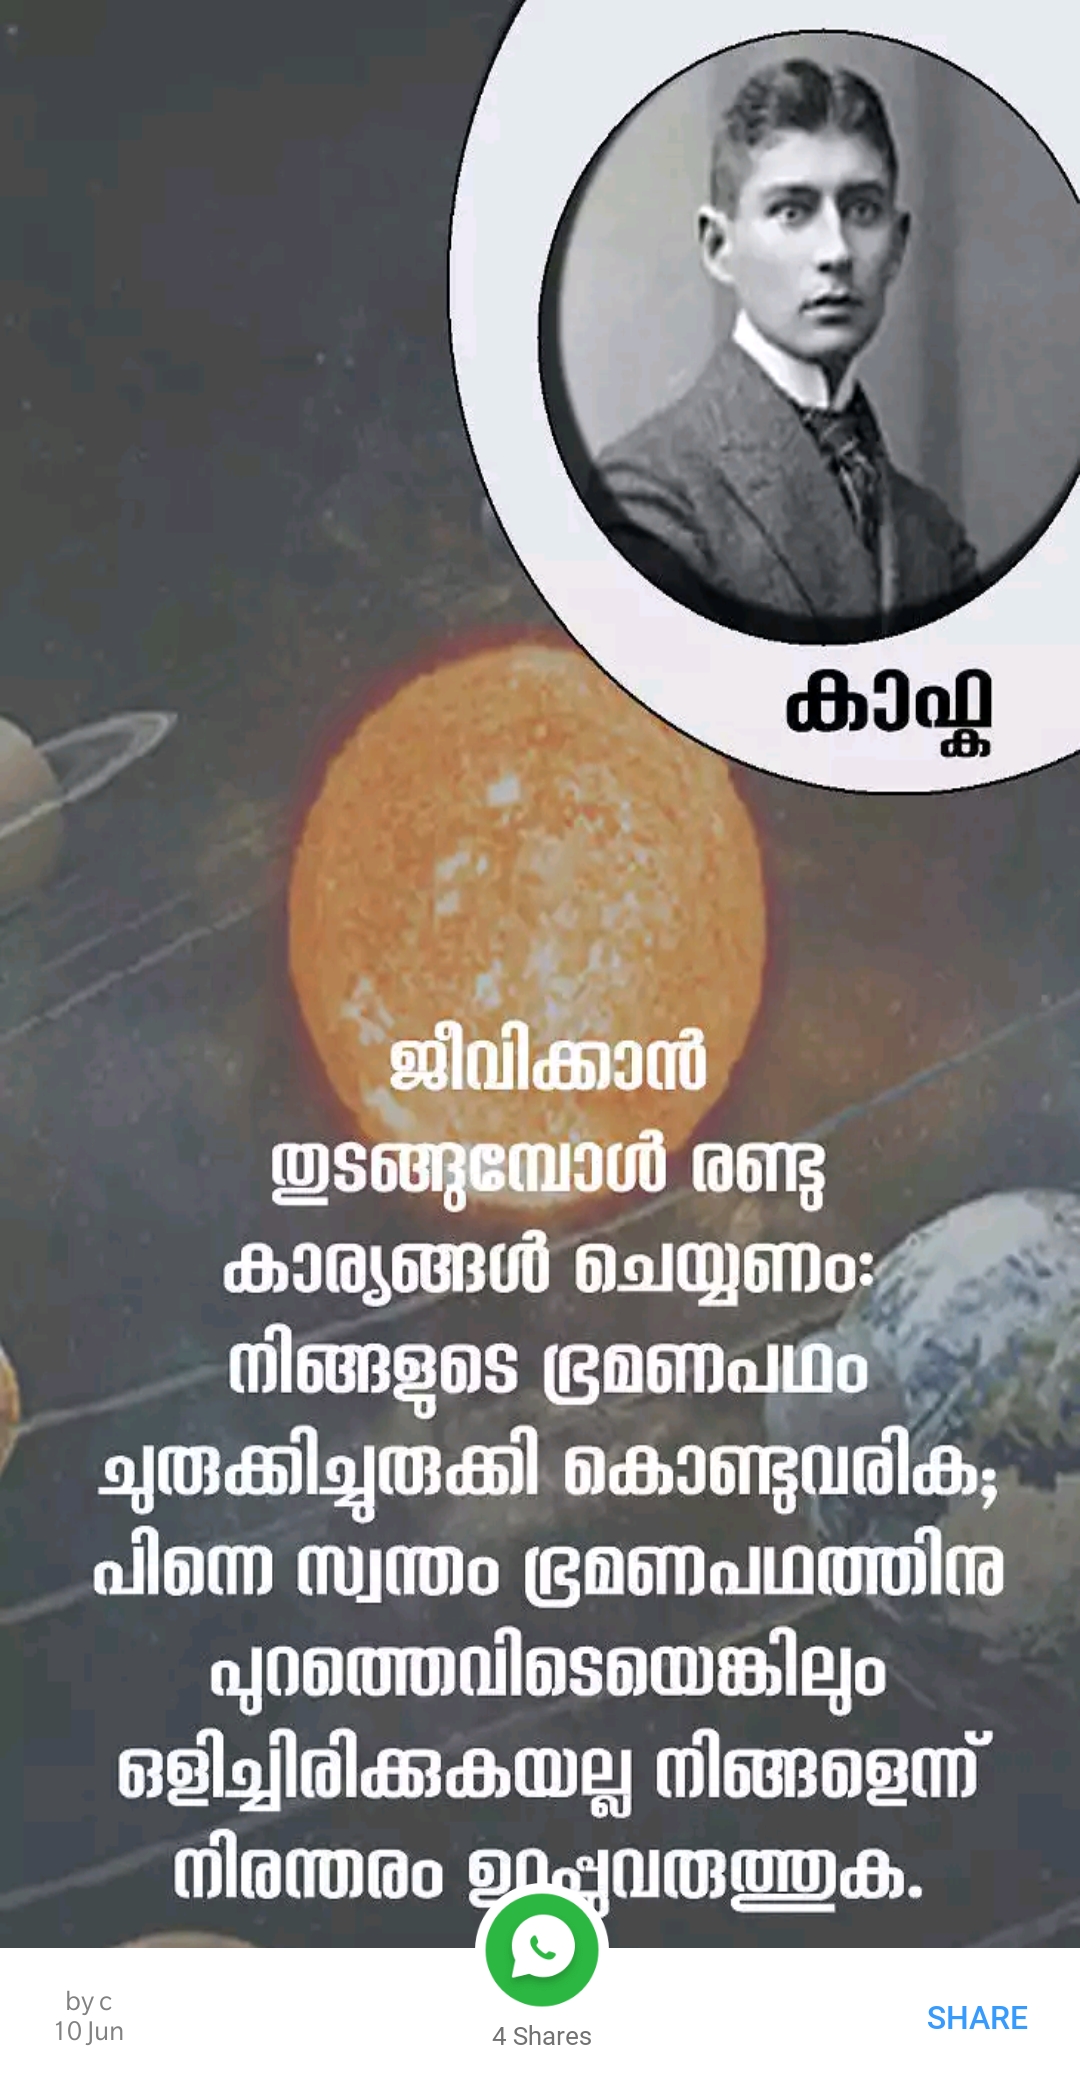 കാഫ്ക
ജീവിക്കാൻ
തുടങ്ങുമ്പോൾ രണ്ടു
കാര്യങ്ങൾ ചെയ്യണം:
നിങ്ങളുടെ ഭ്രമണപഥം
ചുരുക്കിച്ചുരുക്കി കൊണ്ടുവരിക;
പിന്നെ സ്വന്തം ഭ്രമണപഥത്തിനു
പുറത്തെവിടെയെങ്കിലും
ഒളിച്ചിരിക്കുകയല്ല നിങ്ങളെന്ന്
നിരന്തരം ഉറപ്പുവരുത്തുക.
by c
10 Jun
4 Shares
SHARE